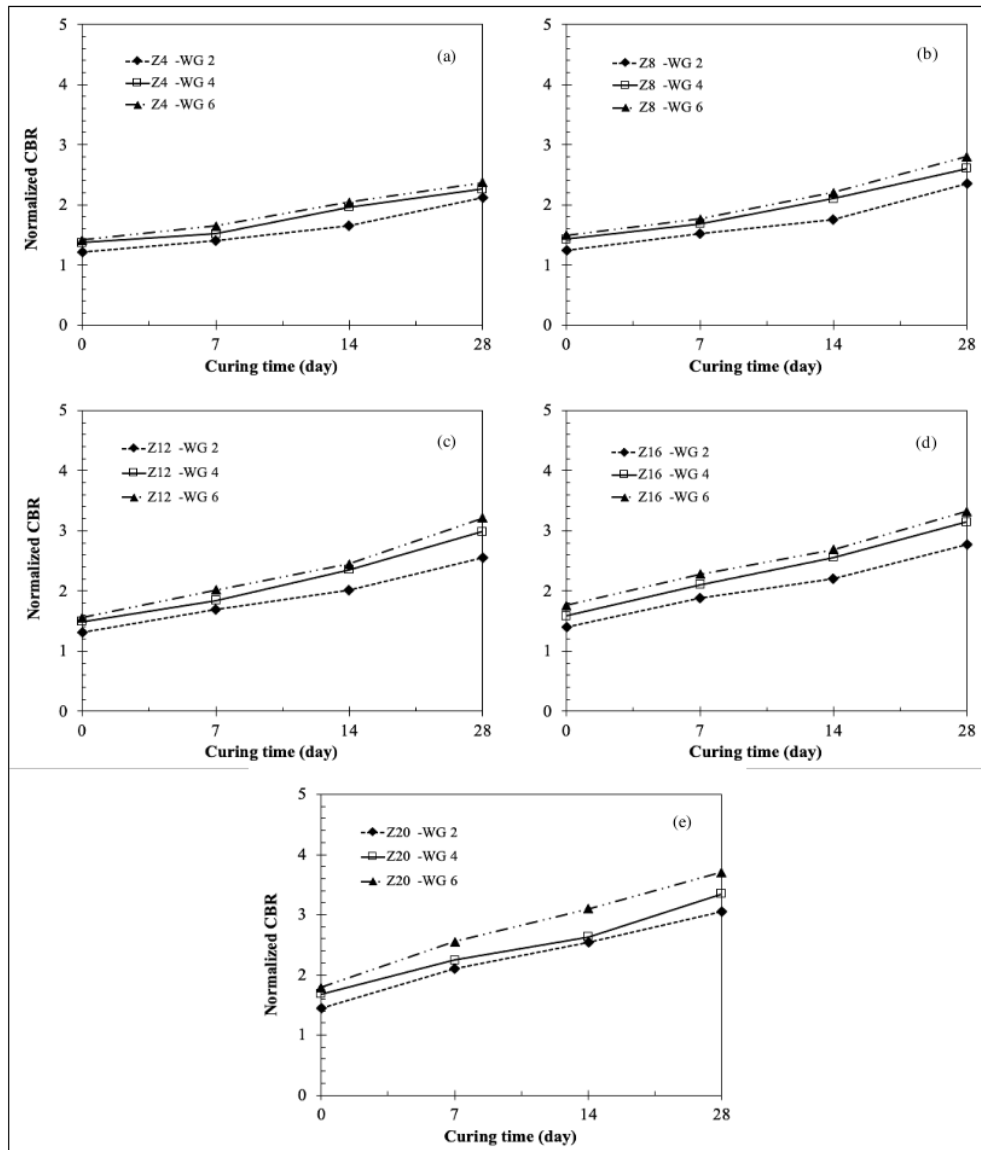 5
(a)
Z4 -WG 2
4
Z4 -WG 4
Z4 -WG 6
3
2
1
0
0 7 14 28
Normalized CBR
Curing time (day)
5
(b)
Z8 -WG 2
4
Z8 -WG 4
Z8 -WG 6
3
2
1
0
0 7 14 28
Curing time (day)
5
(c)
Z12 -WG 2
4
Z12 -WG 4
Z12 -WG 6
3
2
1
0
0 7 14 28
Normalized CBR
Curing time (day)
5
(d)
Z16 -WG 2
4
Z16 -WG 4
Z16 -WG 6
3
2
1
0
0 7 14 28
Curing time (day)
5
(e)
Z20 -WG 2
4
Z20 -WG 4
Z20 -WG 6
3
2
1
0
0 7 14 28
Normalized CBR
Curing time (day)